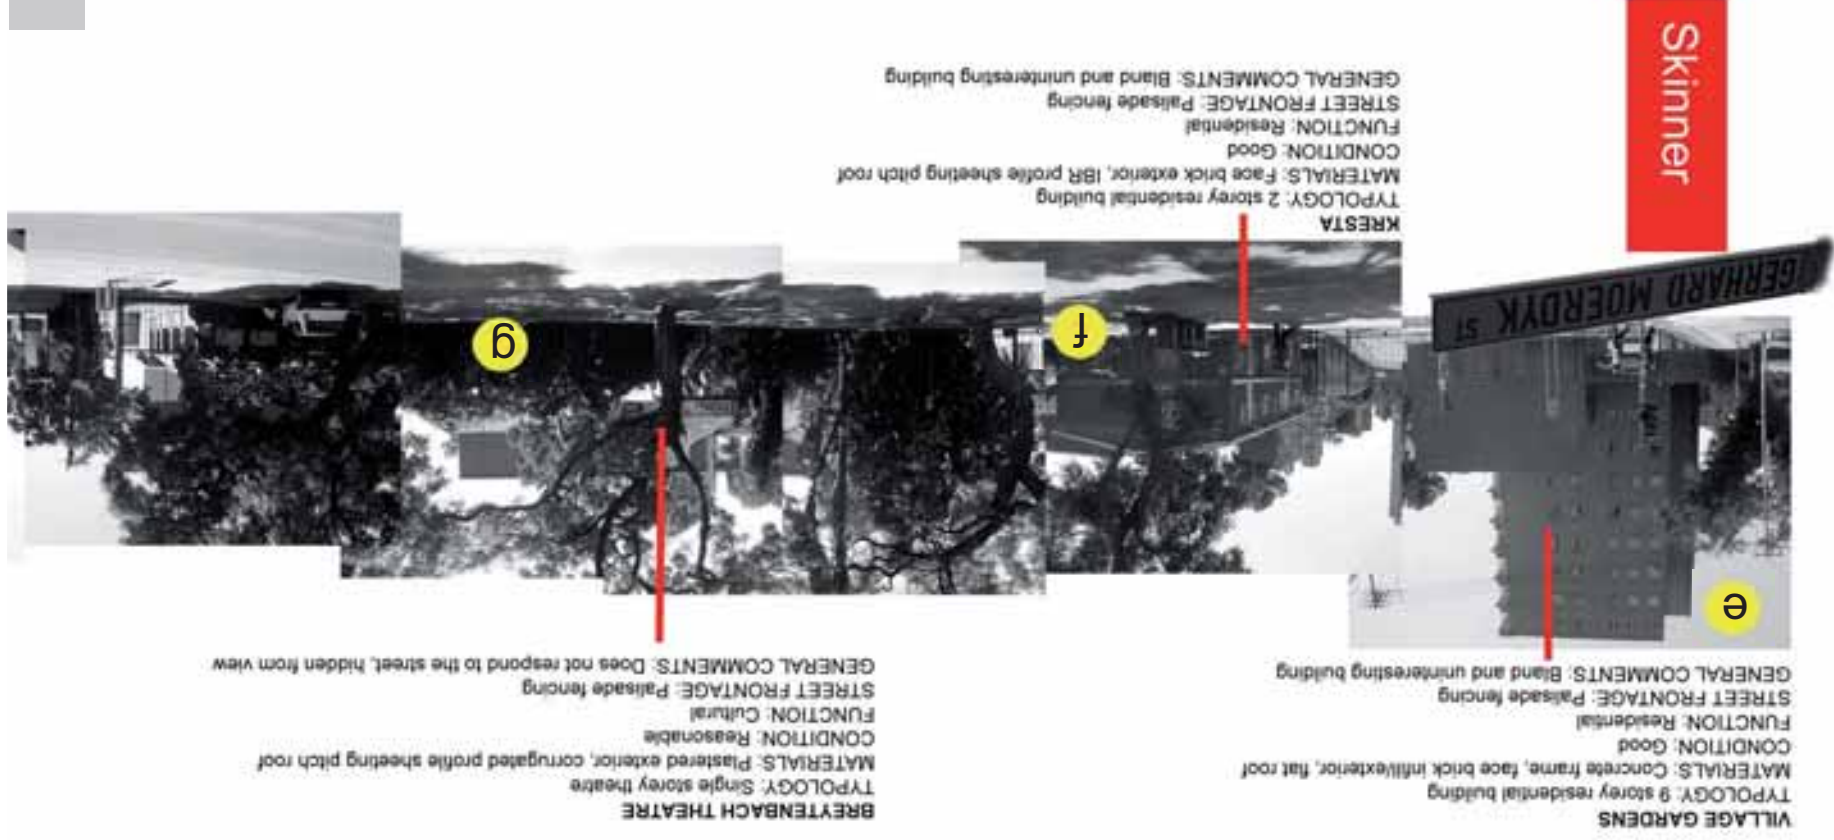 VILLAGE GARDENS
TYPOLOGY: 9 storey residential building
MATERIALS: Concrete frame, face brick infill/exterior, flat roof
CONDITION: Good
FUNCTION: Residential
STREET FRONTAGE: Palisade fencing
GENERAL COMMENTS: Bland and uninteresting building
BREYTENBACH THEATRE
TYPOLOGY: Single storey theatre
MATERIALS: Plastered exterior, corrugated profile sheeting pitch roof
CONDITION: Reasonable
FUNCTION: Cultural
STREET FRONTAGE: Palisade fencing
GENERAL COMMENTS: Does not respond to the street, hidden from view
e
f
g
GERHARD MOERDYK ST
KRESTA
TYPOLOGY: 2 storey residential building
MATERIALS: Face brick exterior, IBR profile sheeting pitch roof
CONDITION: Good
FUNCTION: Residential
STREET FRONTAGE: Palisade fencing
GENERAL COMMENTS: Bland and uninteresting building
Skinner